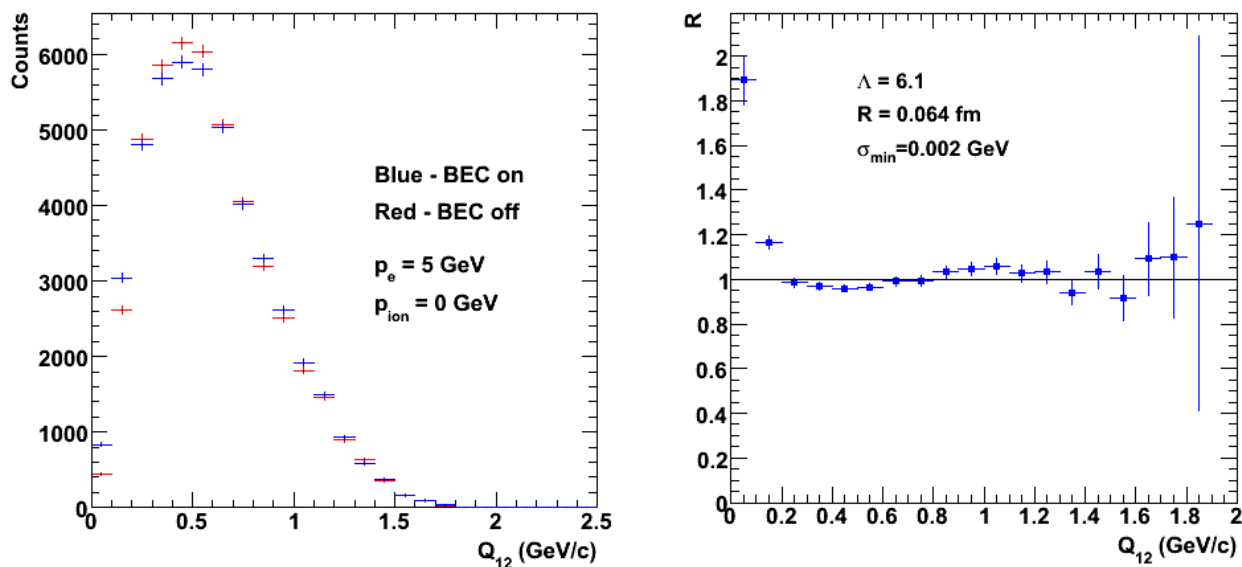 Counts
6000
5000
4000
3000
2000
1000
0
0 0.5 1 1.5 2 2.5
Q12 (GeV/c)
Blue - BEC on
Red - BEC off
pe = 5 GeV
pion = 0 GeV
R
2
1.8
1.6
1.4
1.2
1
0.8
0.6
0.4
0.2
0
0 0.2 0.4 0.6 0.8 1 1.2 1.4 1.6 1.8 2
Q12 (GeV/c)
Λ = 6.1
R = 0.064 fm
σmin=0.002 GeV